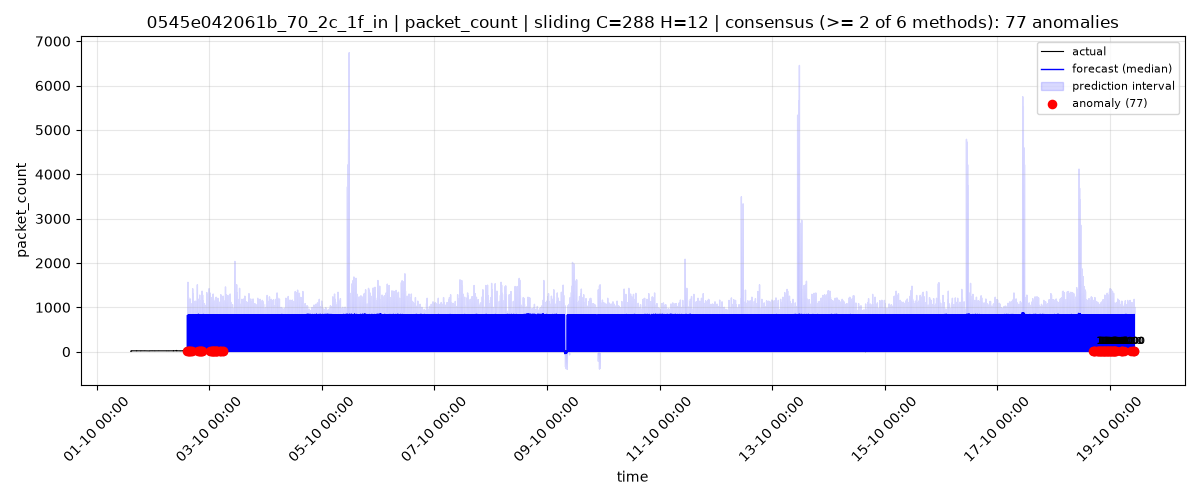 0545e042061b_70_2c_1f_in | packet_count | sliding C=288 H=12 | consensus (>= 2 of 6 methods): 77 anomalies
actual
forecast (median)
prediction interval
anomaly (77)
packet_count
7000
6000
5000
4000
3000
2000
1000
0
01-10 00:00
03-10 00:00
05-10 00:00
07-10 00:00
09-10 00:00
11-10 00:00
13-10 00:00
15-10 00:00
17-10 00:00
19-10 00:00
time